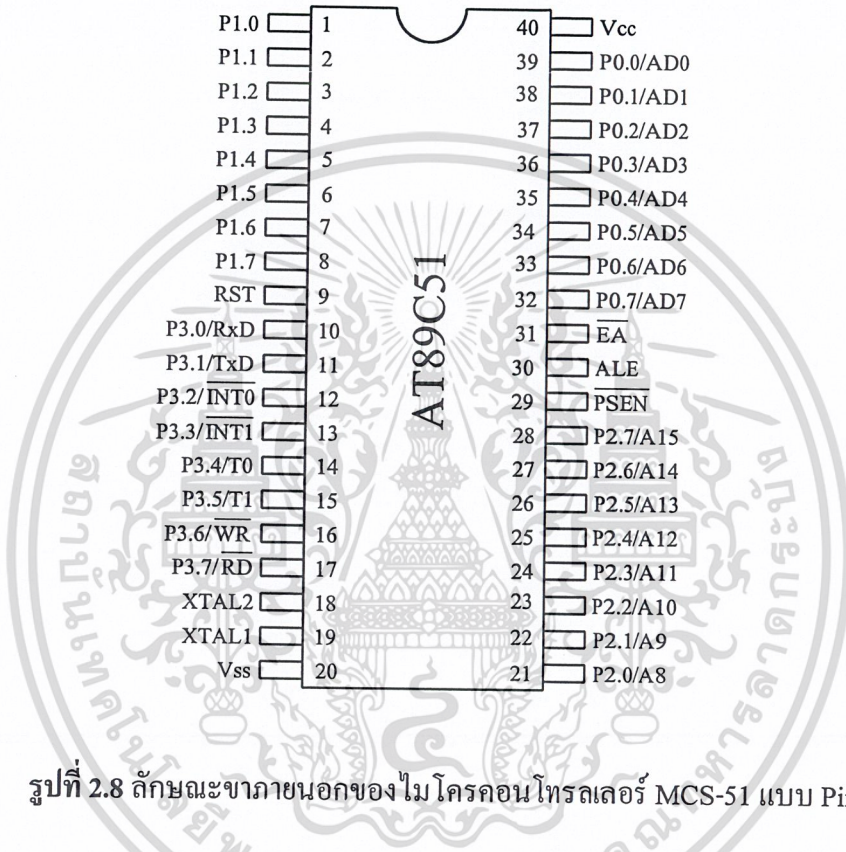 P1.0 1 40 Vcc
P1.1 2 39 P0.0/AD0
P1.2 3 38 P0.1/AD1
P1.3 4 37 P0.2/AD2
P1.4 5 36 P0.3/AD3
P1.5 6 35 P0.4/AD4
P1.6 7 34 P0.5/AD5
P1.7 8 33 P0.6/AD6
RST 9 32 P0.7/AD7
P3.0/RxD 10 31 EA
P3.1/TxD 11 30 ALE
P3.2/INT0 12 29 PSEN
P3.3/INT1 13 28 P2.7/A15
P3.4/T0 14 27 P2.6/A14
P3.5/T1 15 26 P2.5/A13
P3.6/WR 16 25 P2.4/A12
P3.7/RD 17 24 P2.3/A11
XTAL2 18 23 P2.2/A10
XTAL1 19 22 P2.1/A9
Vss 20 21 P2.0/A8
AT89C51
รูปที่ 2.8 ลักษณะขาภายนอกของไมโครคอนโทรลเลอร์ MCS-51 แบบ